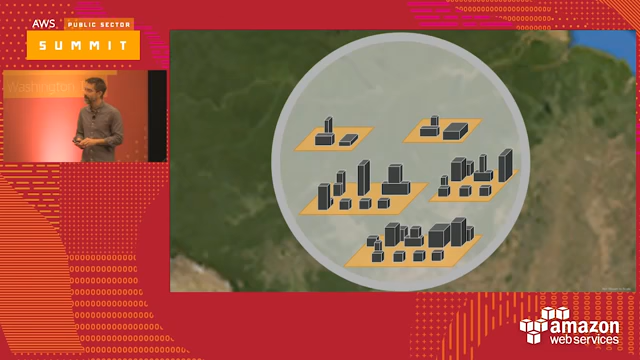 AWS
PUBLIC SECTOR
SUMMIT
Washington
amazon
web services